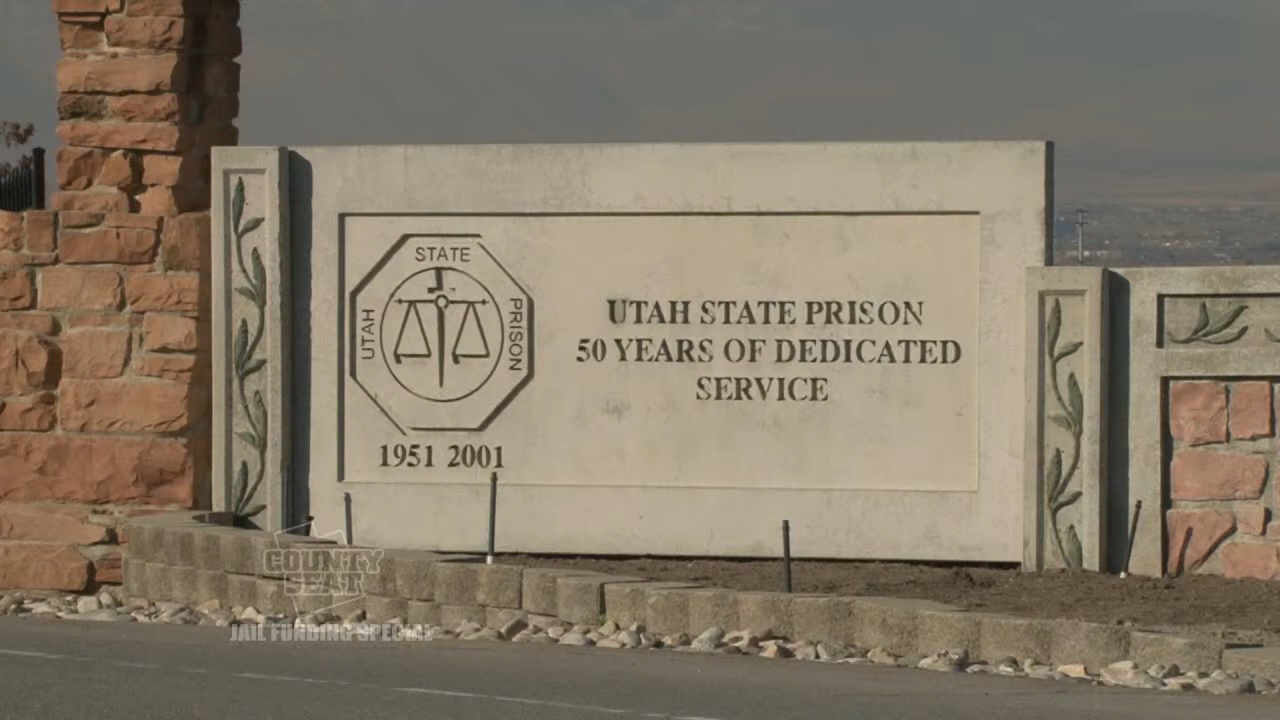 STATE
UTAH
PRISON
1951 2001
UTAH STATE PRISON
50 YEARS OF DEDICATED
SERVICE
COUNTY
SEAT
JAIL FUNDING SPECIAL